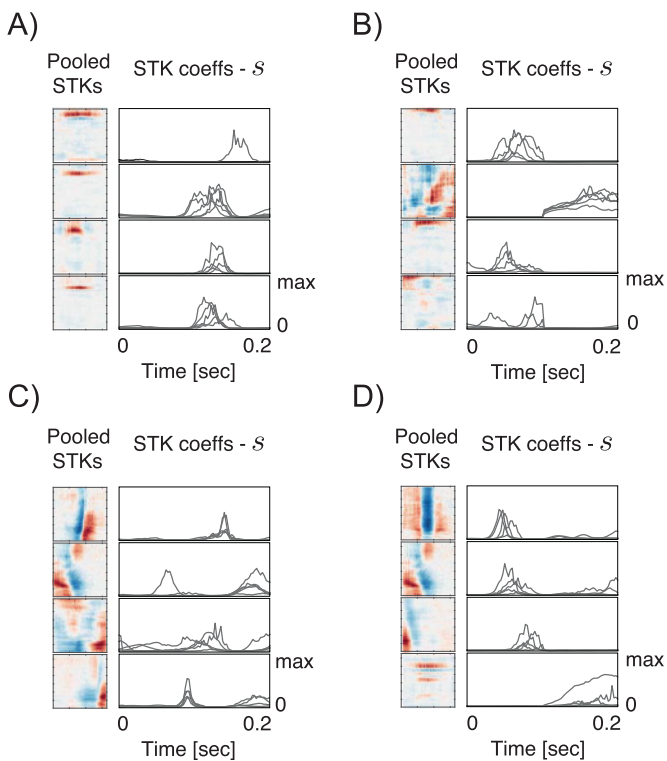 A)
Pooled STKs
STK coeffs - s
max
0
0
0.2
Time [sec]
B)
Pooled STKs
STK coeffs - s
max
0
0
0.2
Time [sec]
C)
Pooled STKs
STK coeffs - s
max
0
0
0.2
Time [sec]
D)
Pooled STKs
STK coeffs - s
max
0
0
0.2
Time [sec]